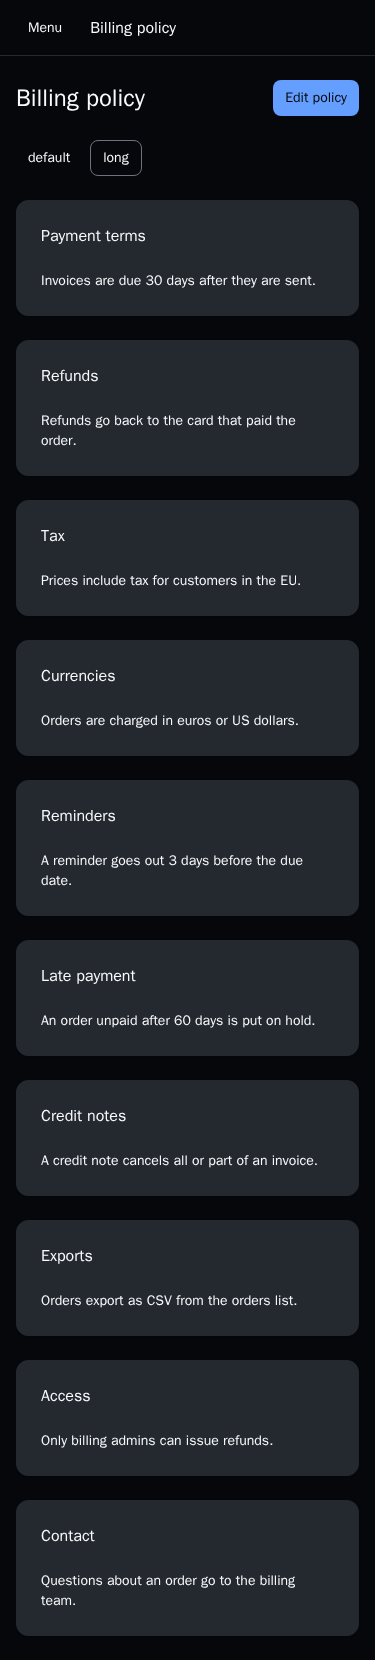 Menu Billing policy
Billing policy
Edit policy
default long
Payment terms
Invoices are due 30 days after they are sent.
Refunds
Refunds go back to the card that paid the
order.
Tax
Prices include tax for customers in the EU.
Currencies
Orders are charged in euros or US dollars.
Reminders
A reminder goes out 3 days before the due
date.
Late payment
An order unpaid after 60 days is put on hold.
Credit notes
A credit note cancels all or part of an invoice.
Exports
Orders export as CSV from the orders list.
Access
Only billing admins can issue refunds.
Contact
Questions about an order go to the billing
team.